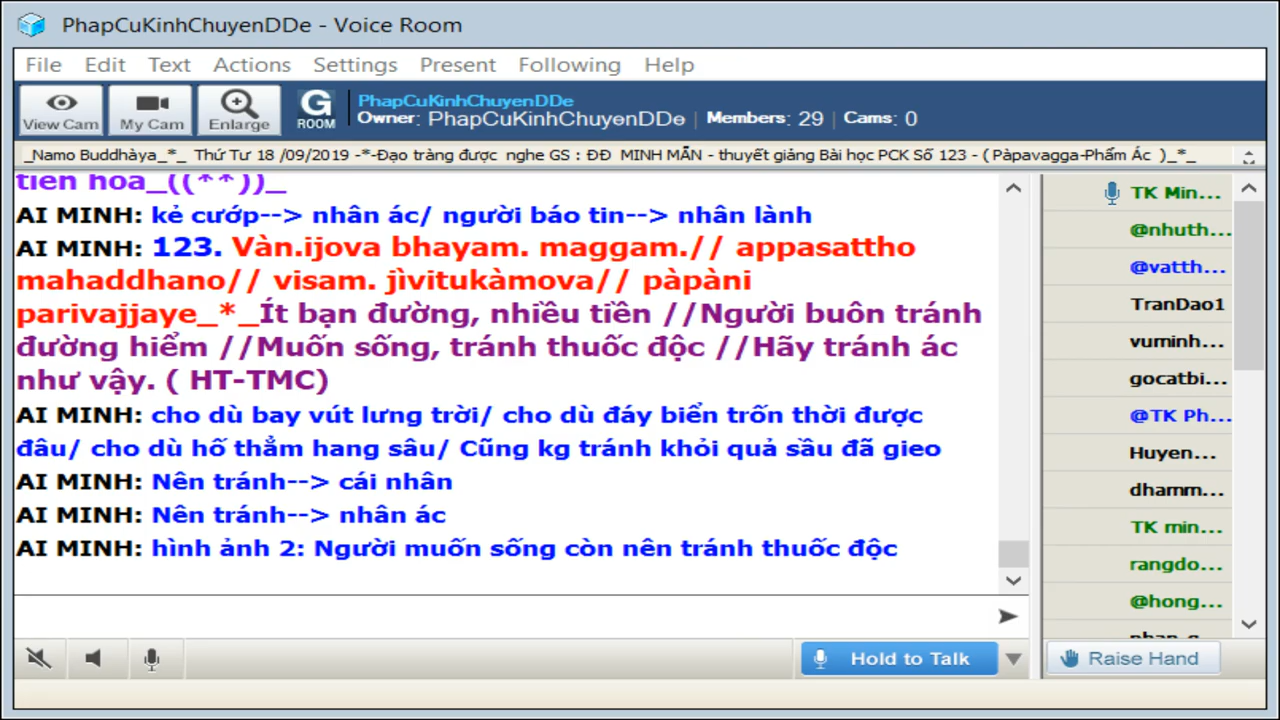 PhapCuKinhChuyenDDe - Voice Room
File Edit Text Actions Settings Present Following Help
View Cam My Cam Enlarge G ROOM
PhapCuKinhChuyenDDe
Owner: PhapCuKinhChuyenDDe | Members: 29 | Cams: 0
_Namo Buddhàya_*_ Thứ Tư 18 /09/2019 -*-Đạo tràng được nghe GS : ĐĐ MINH MẪN - thuyết giảng Bài học PCK Số 123 - ( Pàpavagga-Phẩm Ác )_*_
tiến hóa_((**))_
AI MINH: kẻ cướp--> nhân ác/ người báo tin--> nhân lành
AI MINH: 123. Vàn.ijova bhayam. maggam.// appasattho
mahaddhano// visam. jìvitukàmova// pàpàni
parivajjaye_*_Ít bạn đường, nhiều tiền //Người buôn tránh
đường hiểm //Muốn sống, tránh thuốc độc //Hãy tránh ác
như vậy. ( HT-TMC)
AI MINH: cho dù bay vút lưng trời/ cho dù đáy biển trốn thời được
đâu/ cho dù hố thẳm hang sâu/ Cũng kg tránh khỏi quả sầu đã gieo
AI MINH: Nên tránh--> cái nhân
AI MINH: Nên tránh--> nhân ác
AI MINH: hình ảnh 2: Người muốn sống còn nên tránh thuốc độc
TK Min...
@nhuth...
@vatth...
TranDao1
vuminh...
gocatbi...
@TK Ph...
Huyen...
dhamm...
TK min...
rangdo...
@hong...
Hold to Talk
Raise Hand